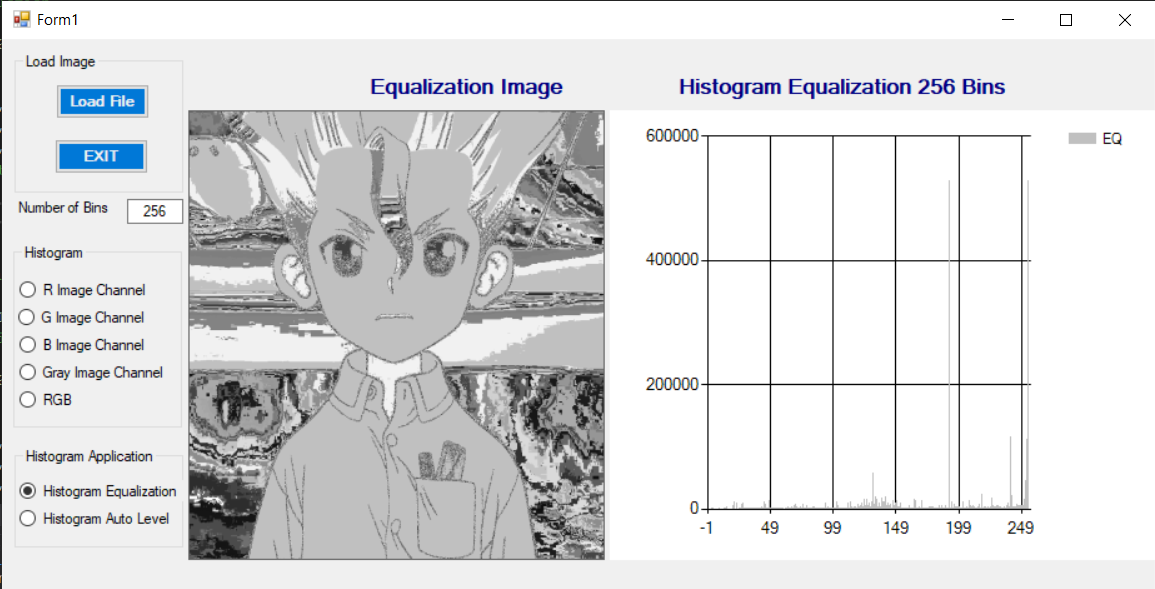 Form1
Load Image
Load File
EXIT
Number of Bins 256
Histogram
R Image Channel
G Image Channel
B Image Channel
Gray Image Channel
RGB
Histogram Application
Histogram Equalization
Histogram Auto Level
Equalization Image
Histogram Equalization 256 Bins
600000
400000
200000
0
-1 49 99 149 199 249
EQ